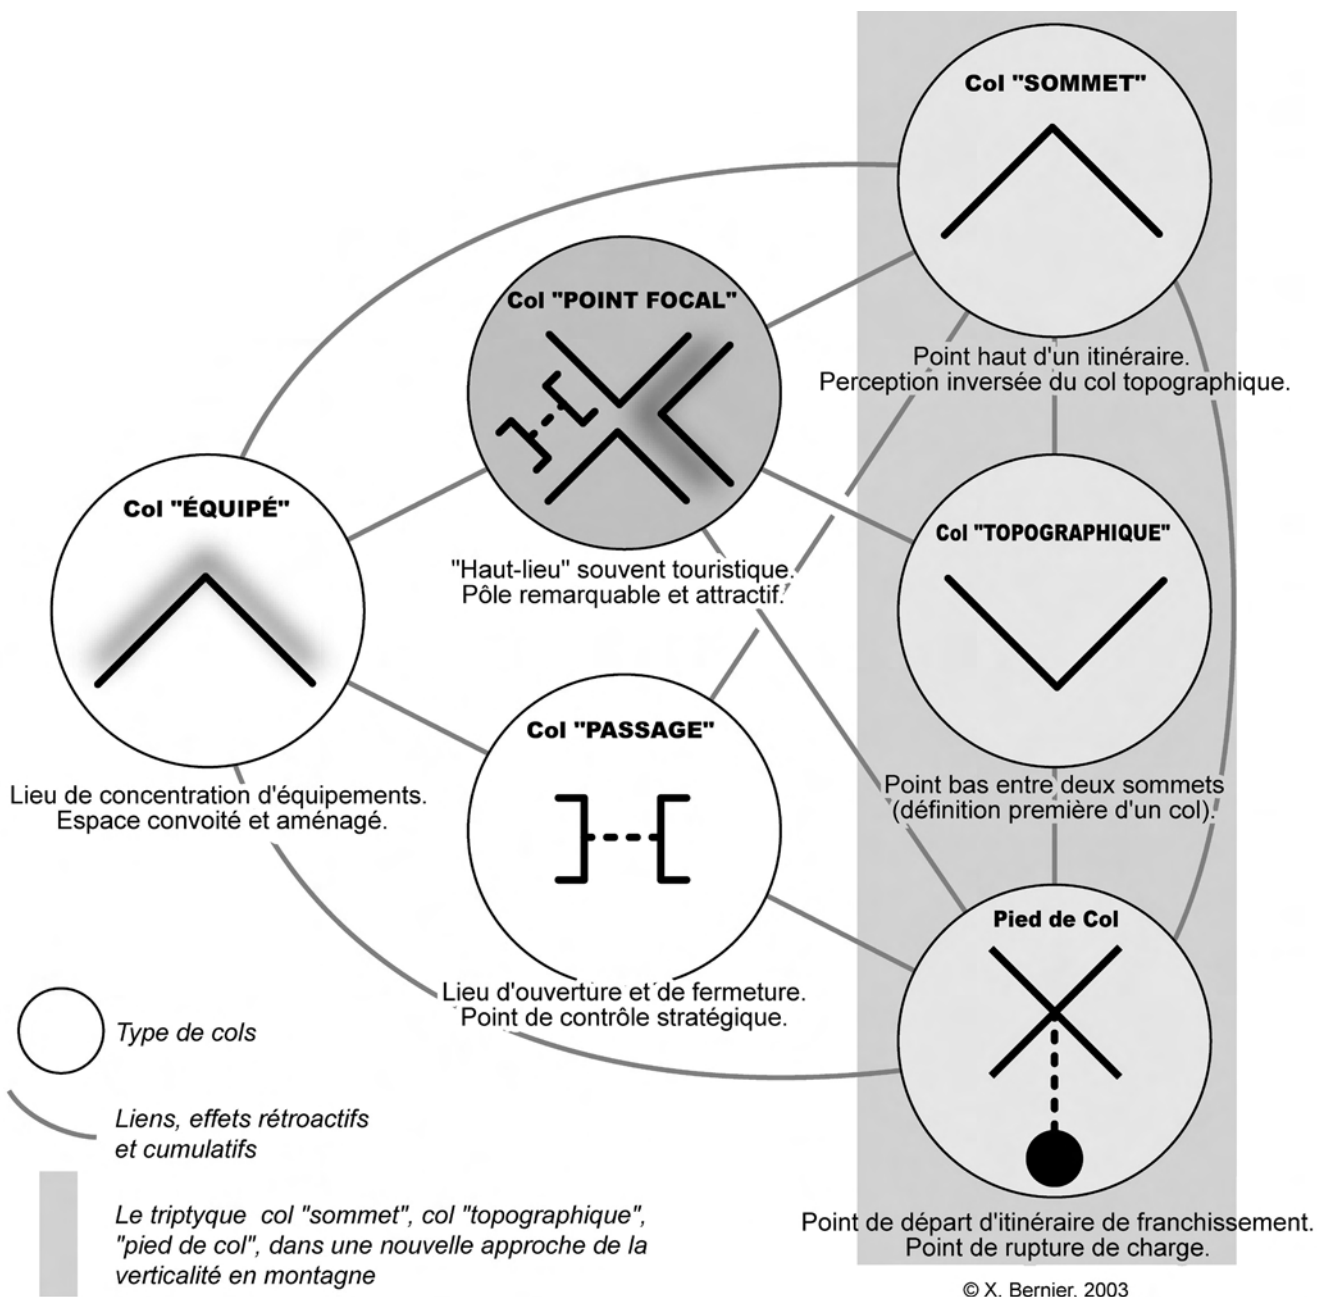 Col "SOMMET"
Point haut d'un itinéraire.
Perception inversée du col topographique.
Col "POINT FOCAL"
"Haut-lieu" souvent touristique.
Pôle remarquable et attractif.
Col "ÉQUIPÉ"
Lieu de concentration d'équipements.
Espace convoité et aménagé.
Col "TOPOGRAPHIQUE"
Point bas entre deux sommets
(définition première d'un col).
Col "PASSAGE"
Lieu d'ouverture et de fermeture.
Point de contrôle stratégique.
Pied de Col
Point de départ d'itinéraire de franchissement.
Point de rupture de charge.
Type de cols
Liens, effets rétroactifs
et cumulatifs
Le triptyque col "sommet", col "topographique",
"pied de col", dans une nouvelle approche de la
verticalité en montagne
© X. Bernier, 2003